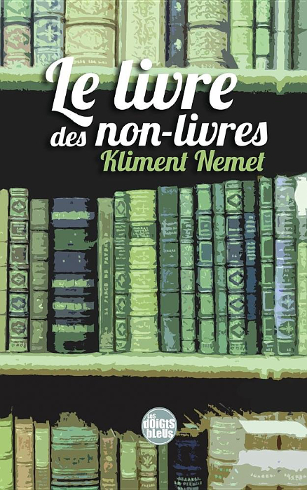 Le livre
des non-livres
Kliment Nemet
les
doigts
bleus